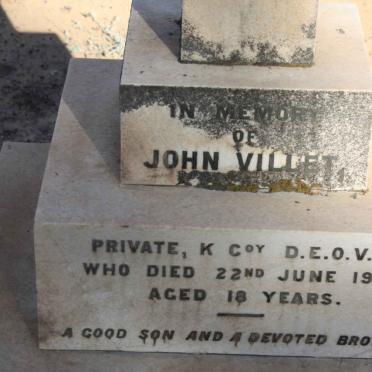 IN MEMORY
OF
JOHN VILLET,
PRIVATE, K COY D.E.O.V.
WHO DIED 22ND JUNE 19
AGED 18 YEARS.
A GOOD SON AND A DEVOTED BRO